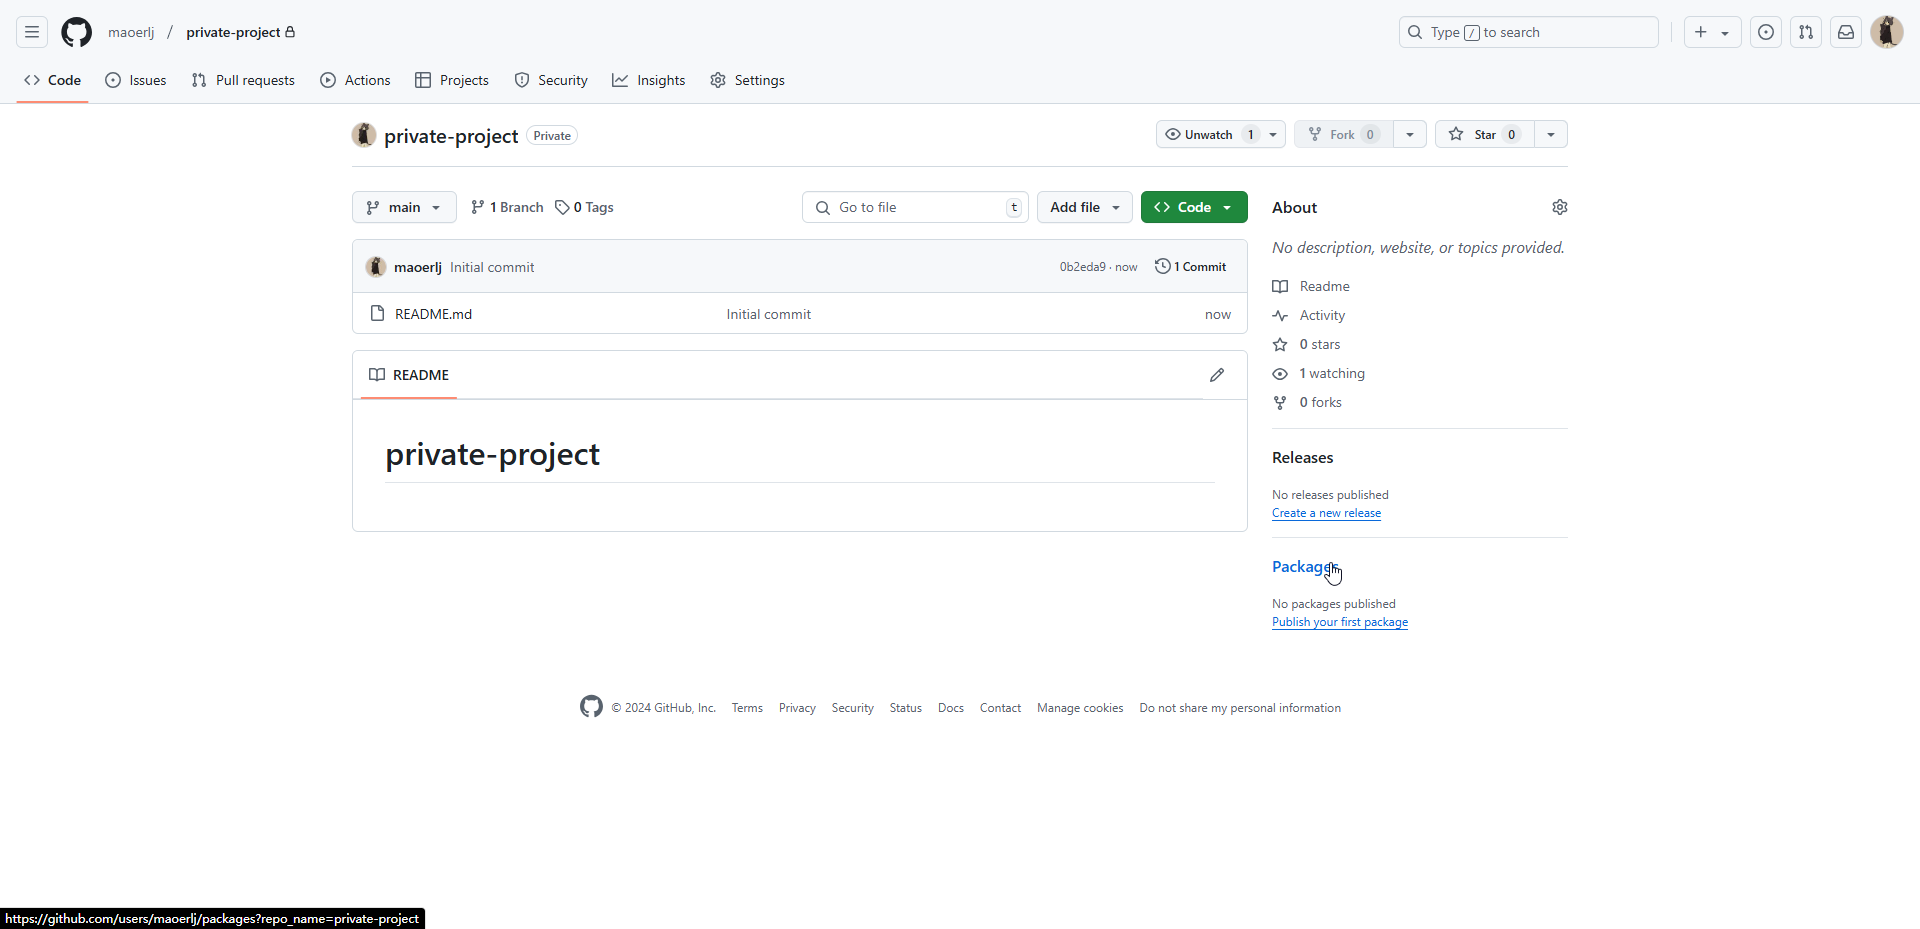 maoerlj / private-project
Type / to search
Code Issues Pull requests Actions Projects Security Insights Settings
private-project Private
Unwatch 1 Fork 0 Star 0
main 1 Branch 0 Tags Go to file t Add file Code
maoerlj Initial commit 0b2eda9 · now 1 Commit
README.md Initial commit now
README
private-project
About
No description, website, or topics provided.
Readme
Activity
0 stars
1 watching
0 forks
Releases
No releases published
Create a new release
Packages
No packages published
Publish your first package
© 2024 GitHub, Inc. Terms Privacy Security Status Docs Contact Manage cookies Do not share my personal information
https://github.com/users/maoerlj/packages?repo_name=private-project